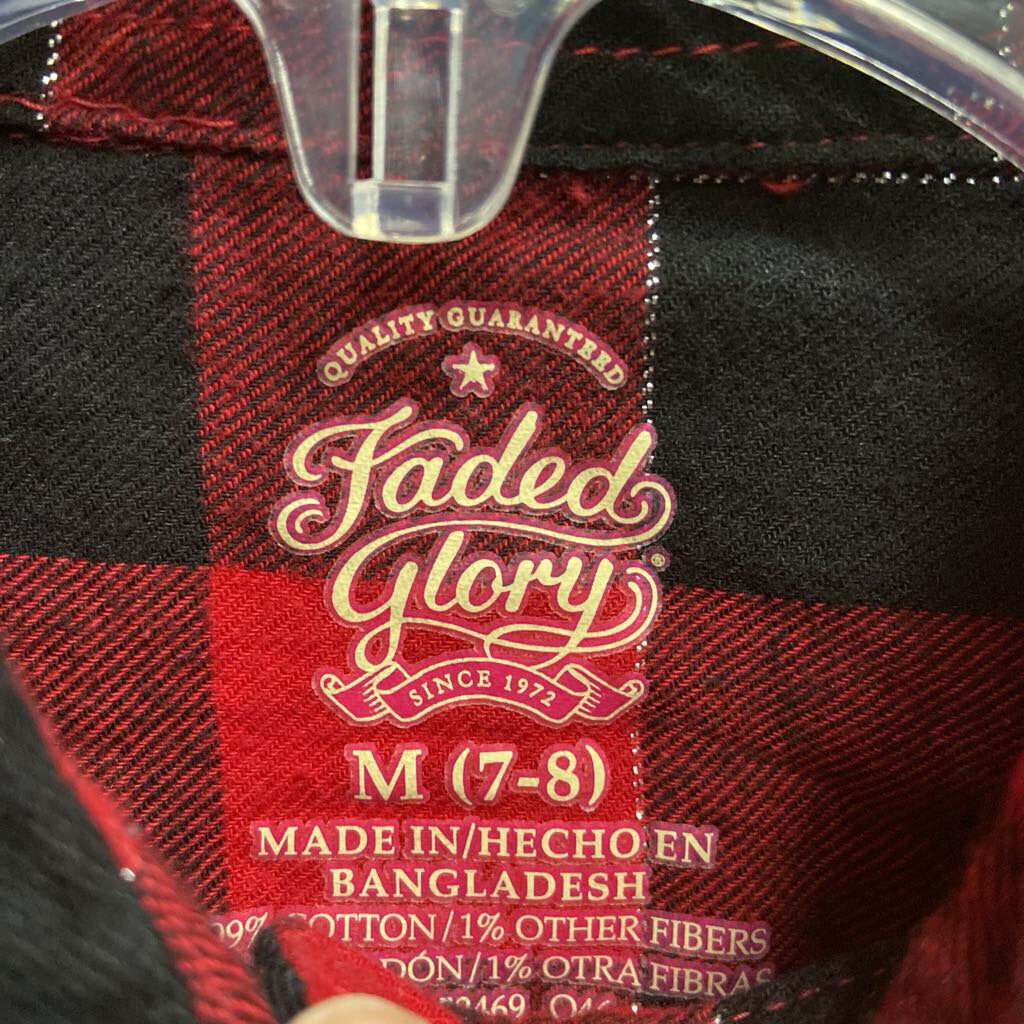 QUALITY GUARANTEED
Faded
Glory®
SINCE 1972
M (7-8)
MADE IN/HECHO EN
BANGLADESH
99% COTTON/1% OTHER FIBERS
1% OTRA FIBRAS